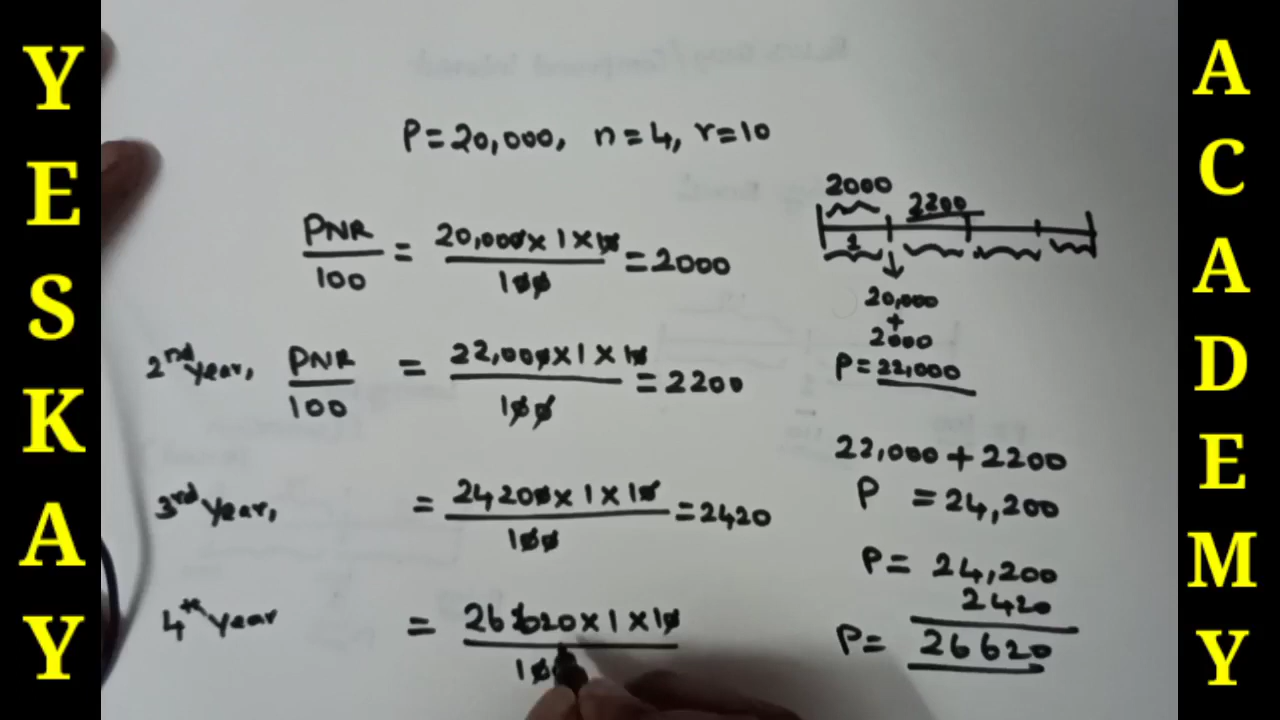 YESKAY
P=20,000, n=4, r=10
PNR/100 = 20,000×1×10/100 =2000
2nd year, PNR/100 = 22,000×1×10/100 =2200
3rd year, = 24200×1×10/100 =2420
4th year = 26620×1×10
2000 2200
1
20,000
+
2000
P=22,000
22,000+2200
P =24,200
P= 24,200
2420
P= 26620
ACADEMY